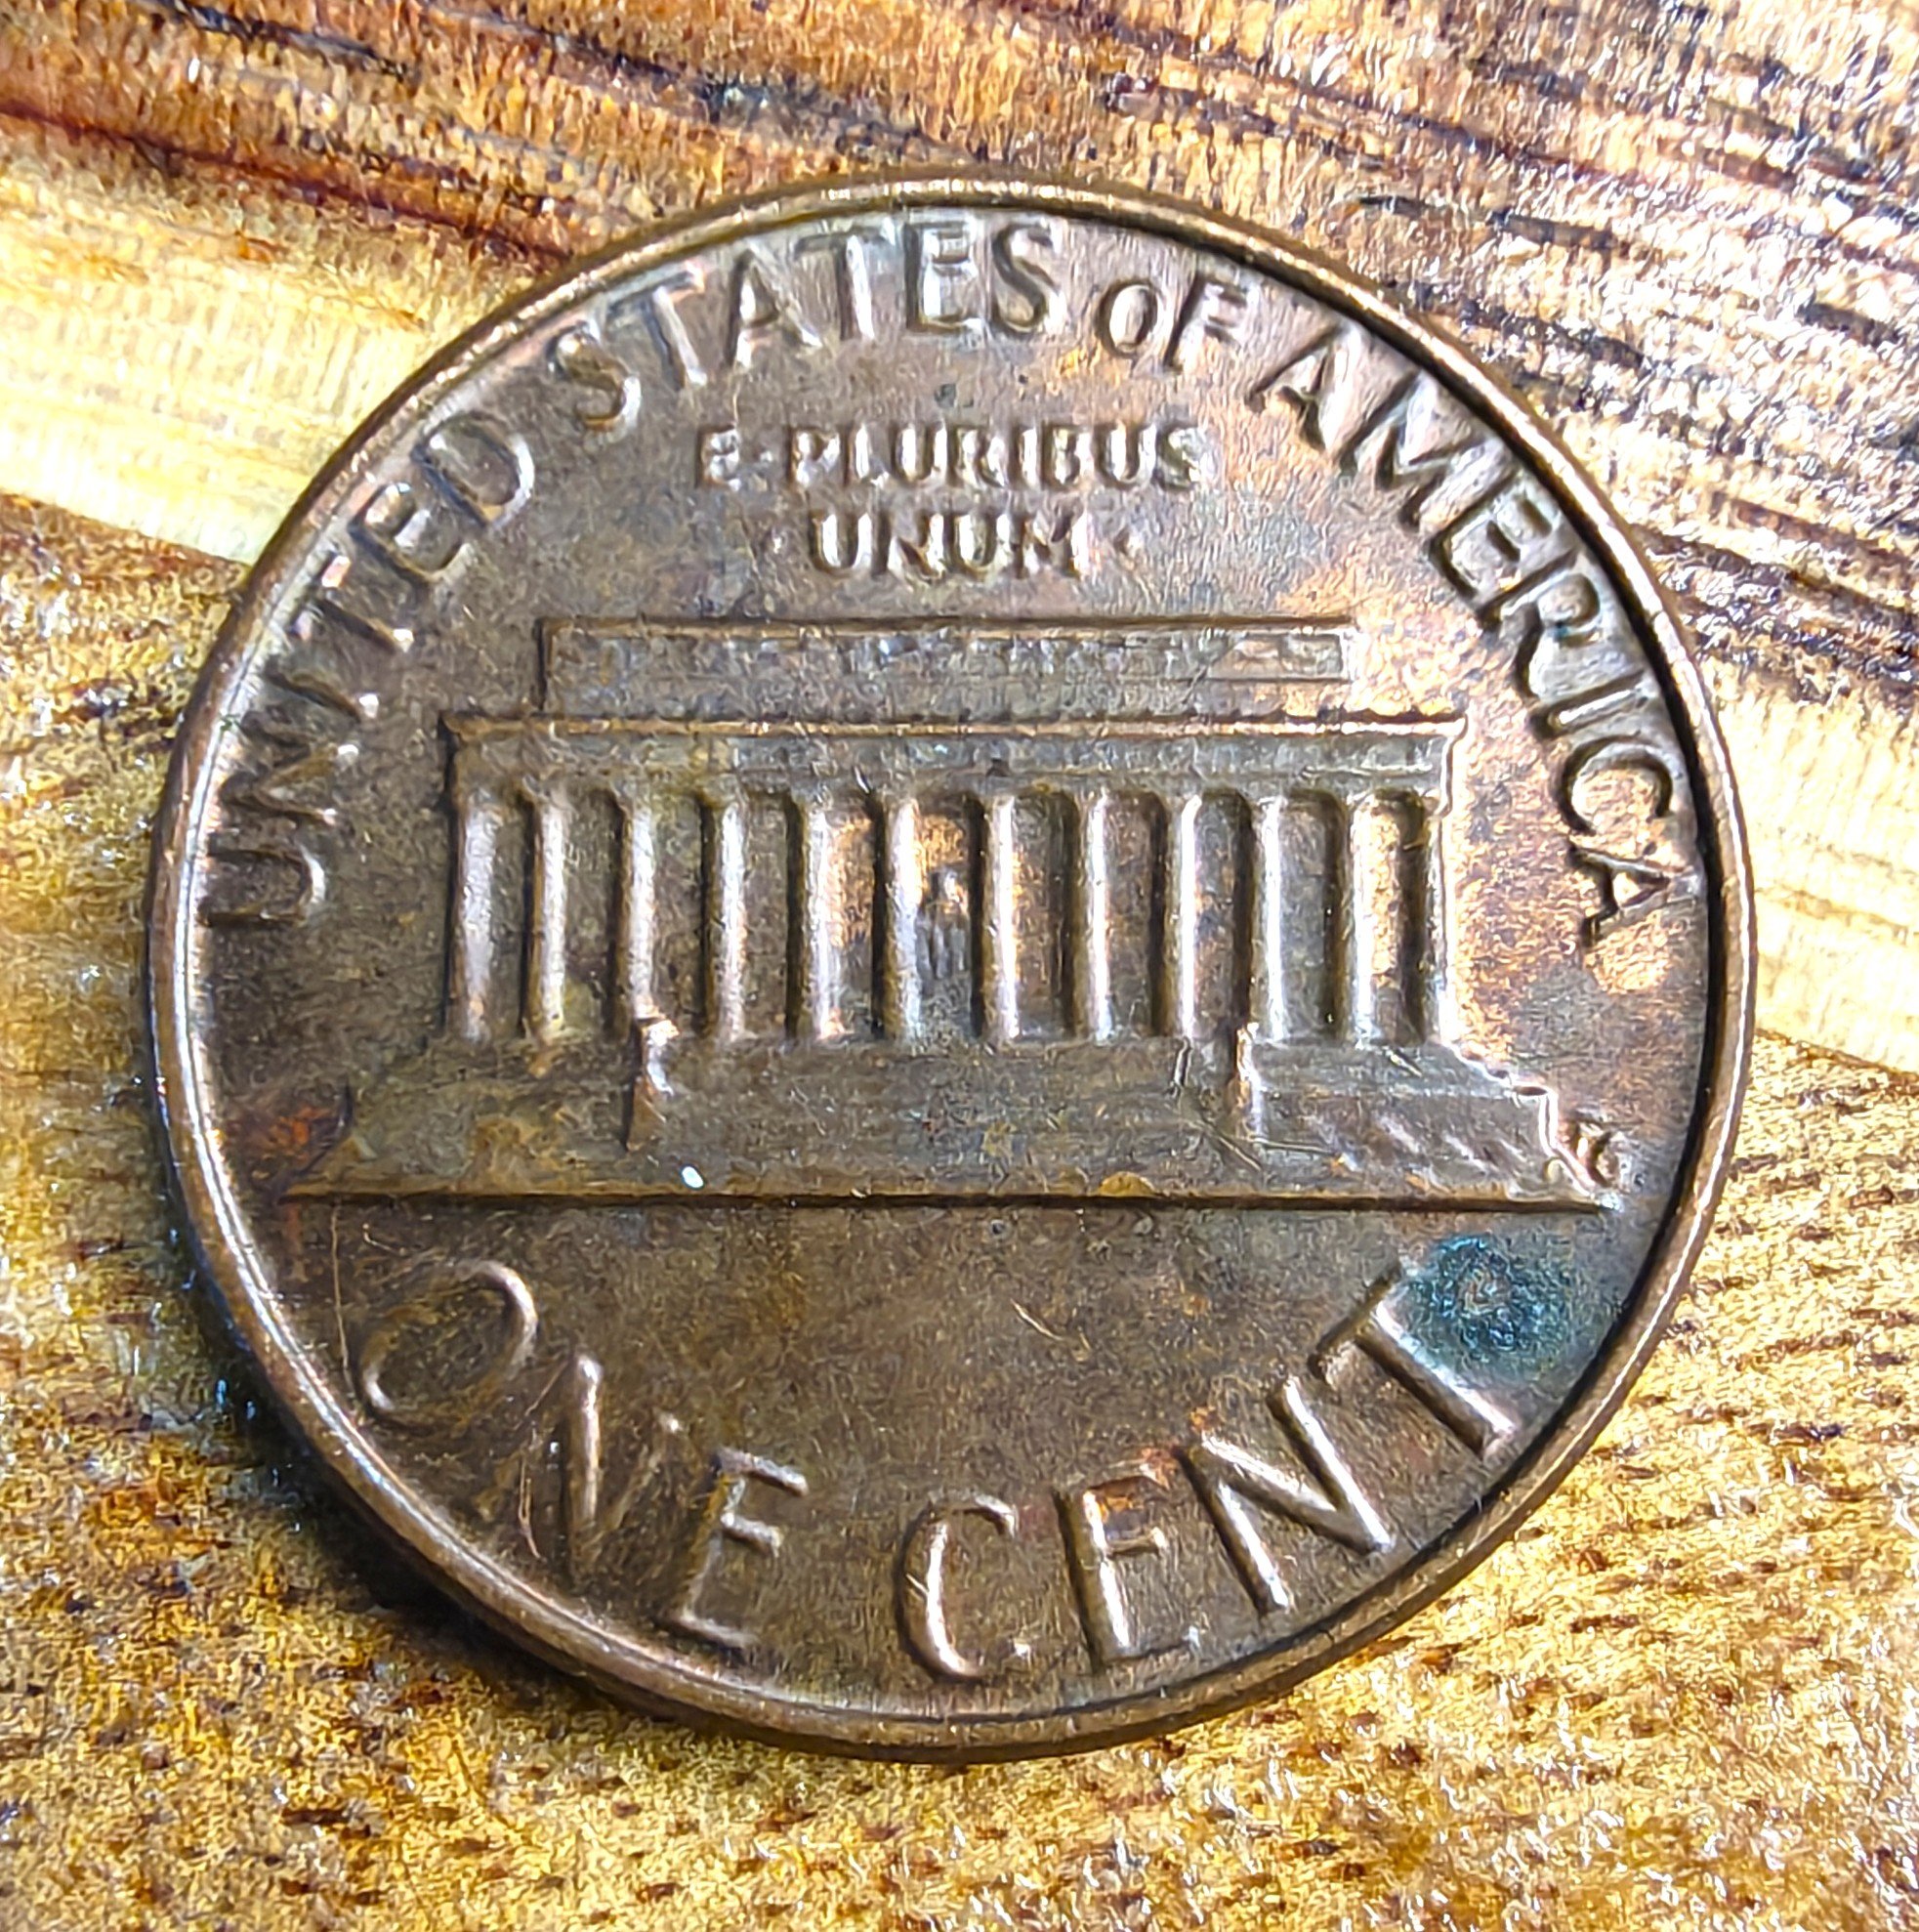 UNITED STATES OF AMERICA
E·PLURIBUS
·UNUM·
ONE CENT